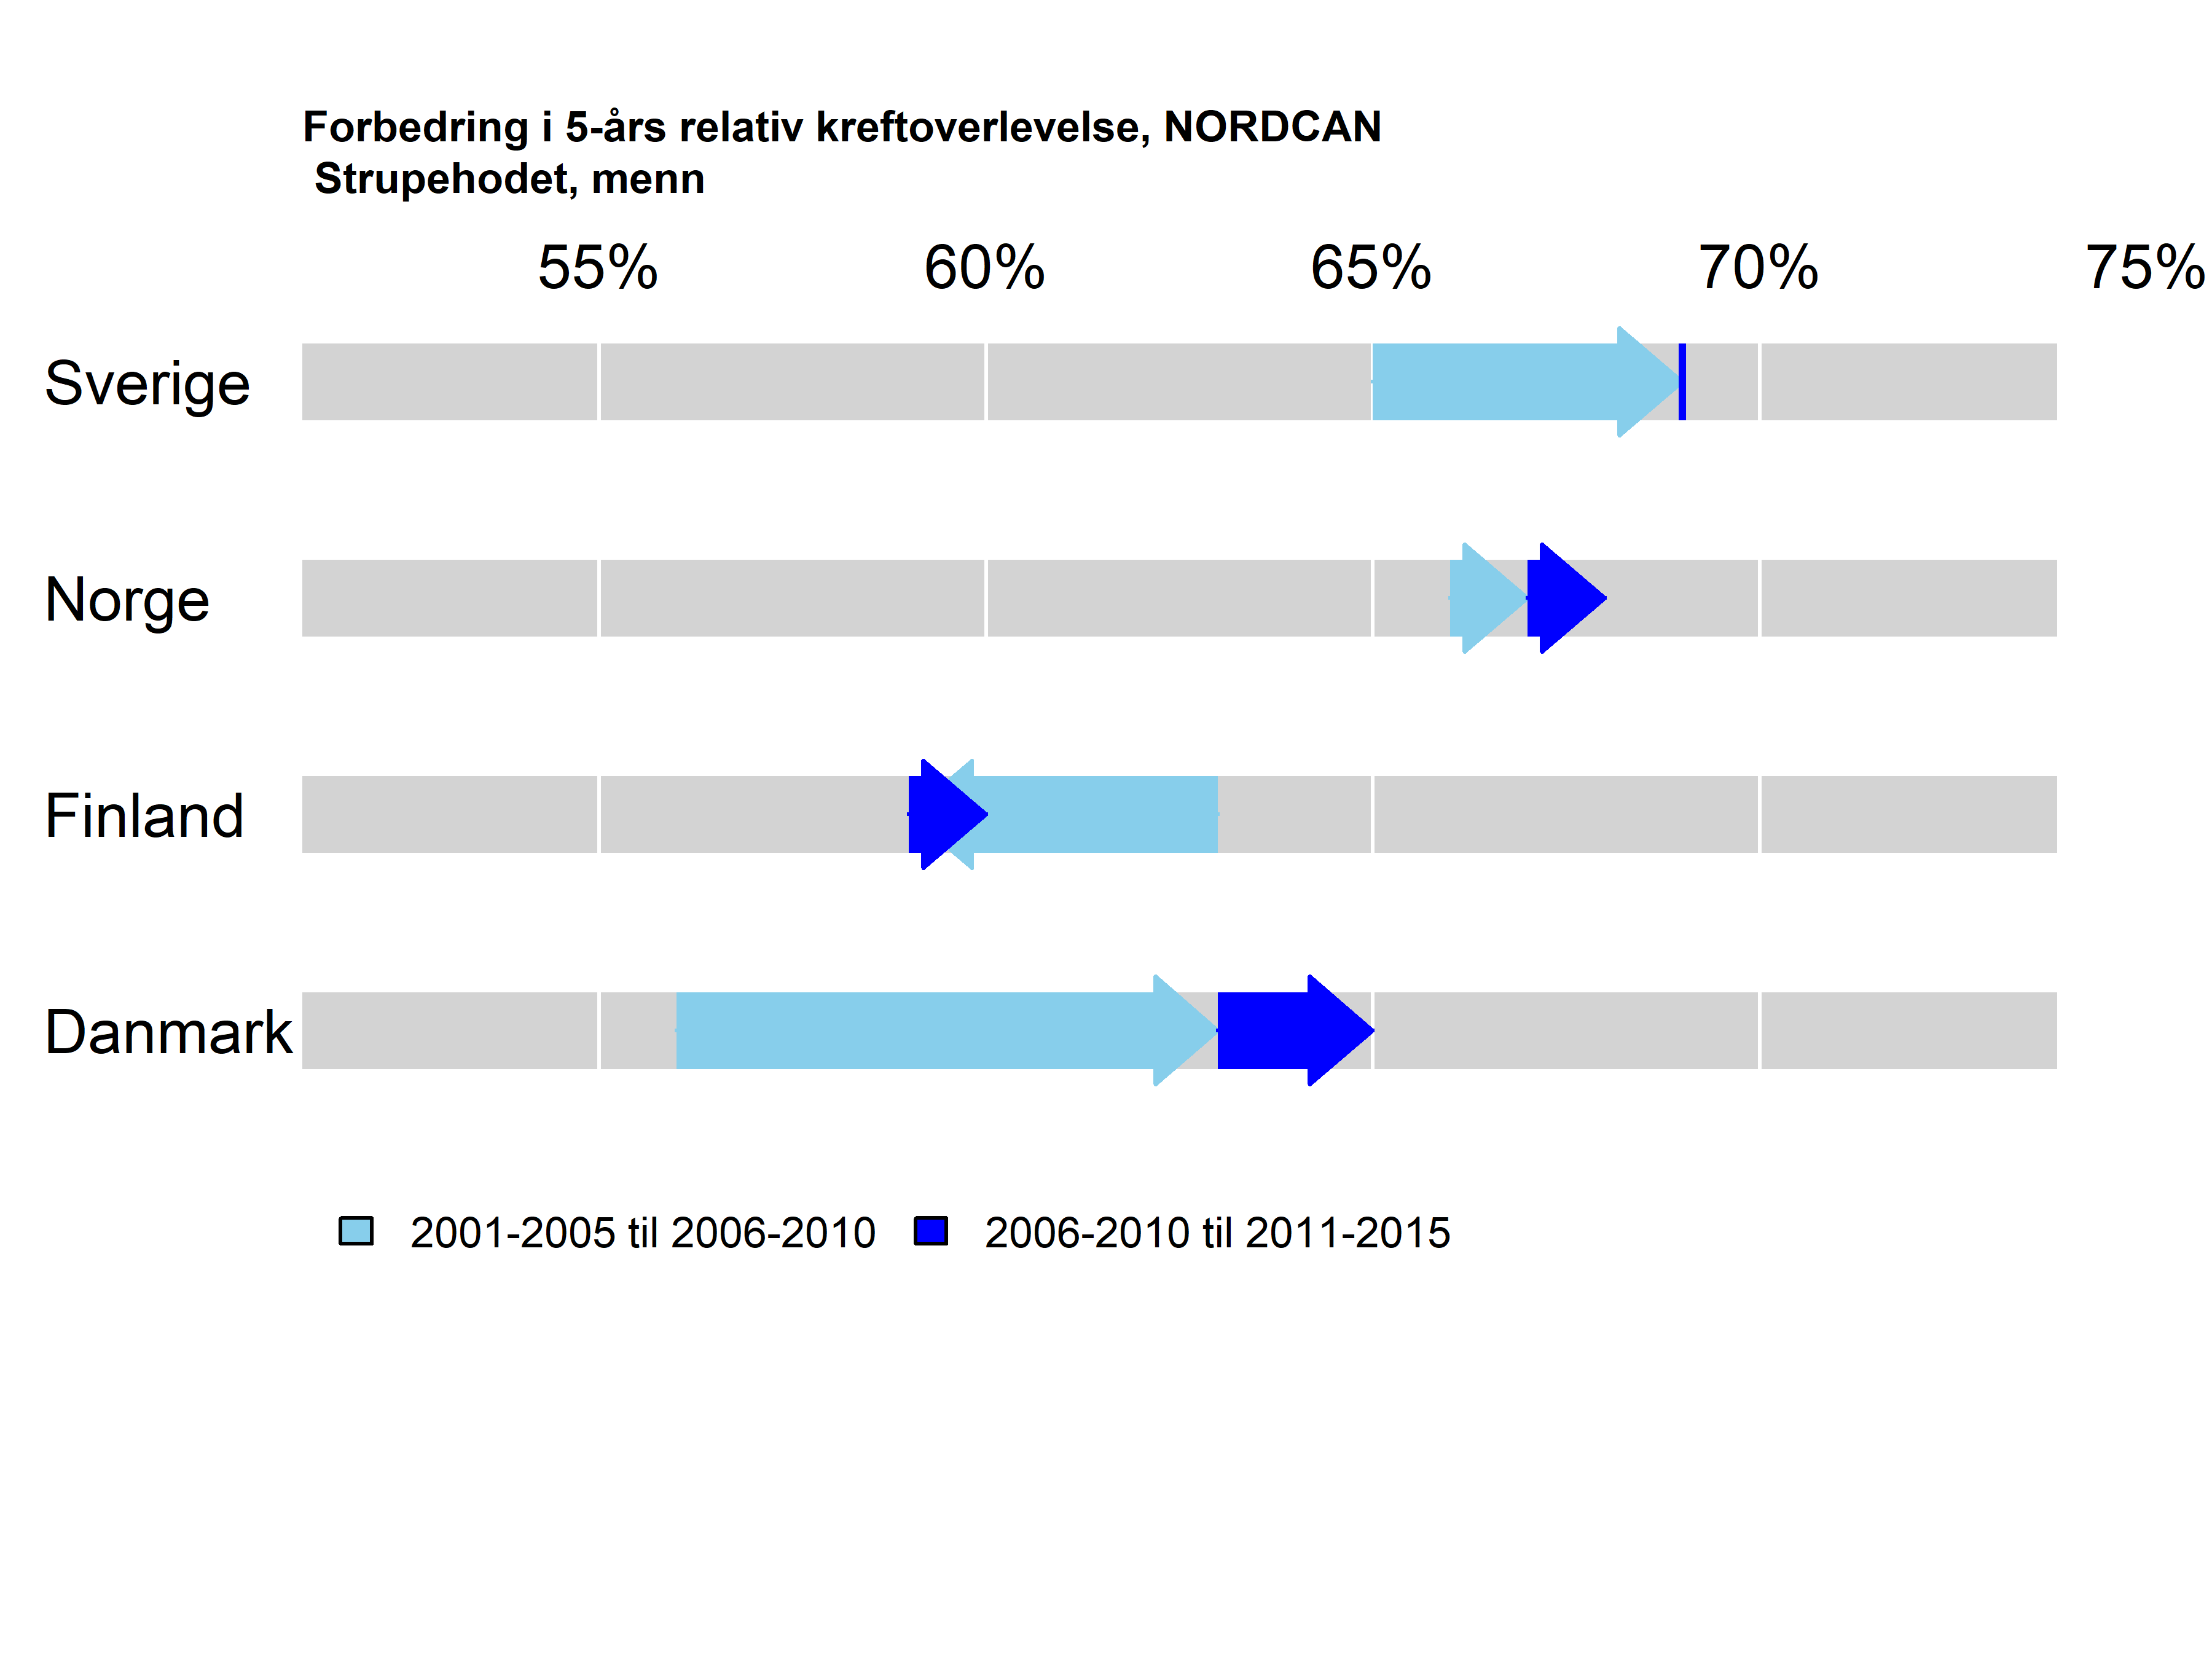 Forbedring i 5-års relativ kreftoverlevelse, NORDCAN
Strupehodet, menn
55% 60% 65% 70% 75%
Sverige
Norge
Finland
Danmark
2001-2005 til 2006-2010 2006-2010 til 2011-2015